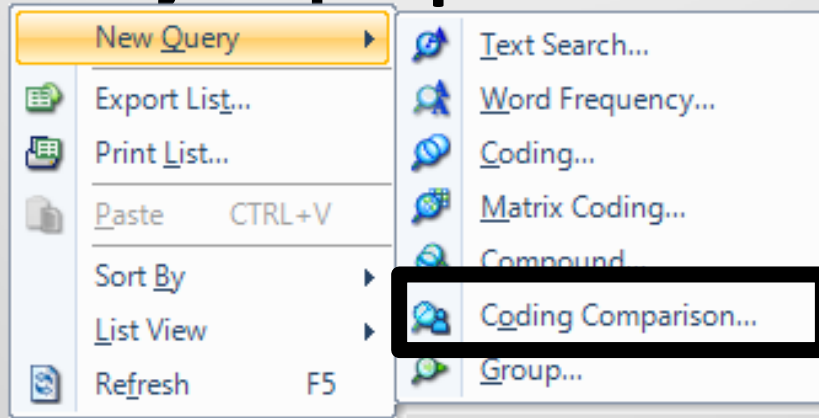 New Query
Export List...
Print List...
Paste CTRL+V
Sort By
List View
Refresh F5
Text Search...
Word Frequency...
Coding...
Matrix Coding...
Compound...
Coding Comparison...
Group...